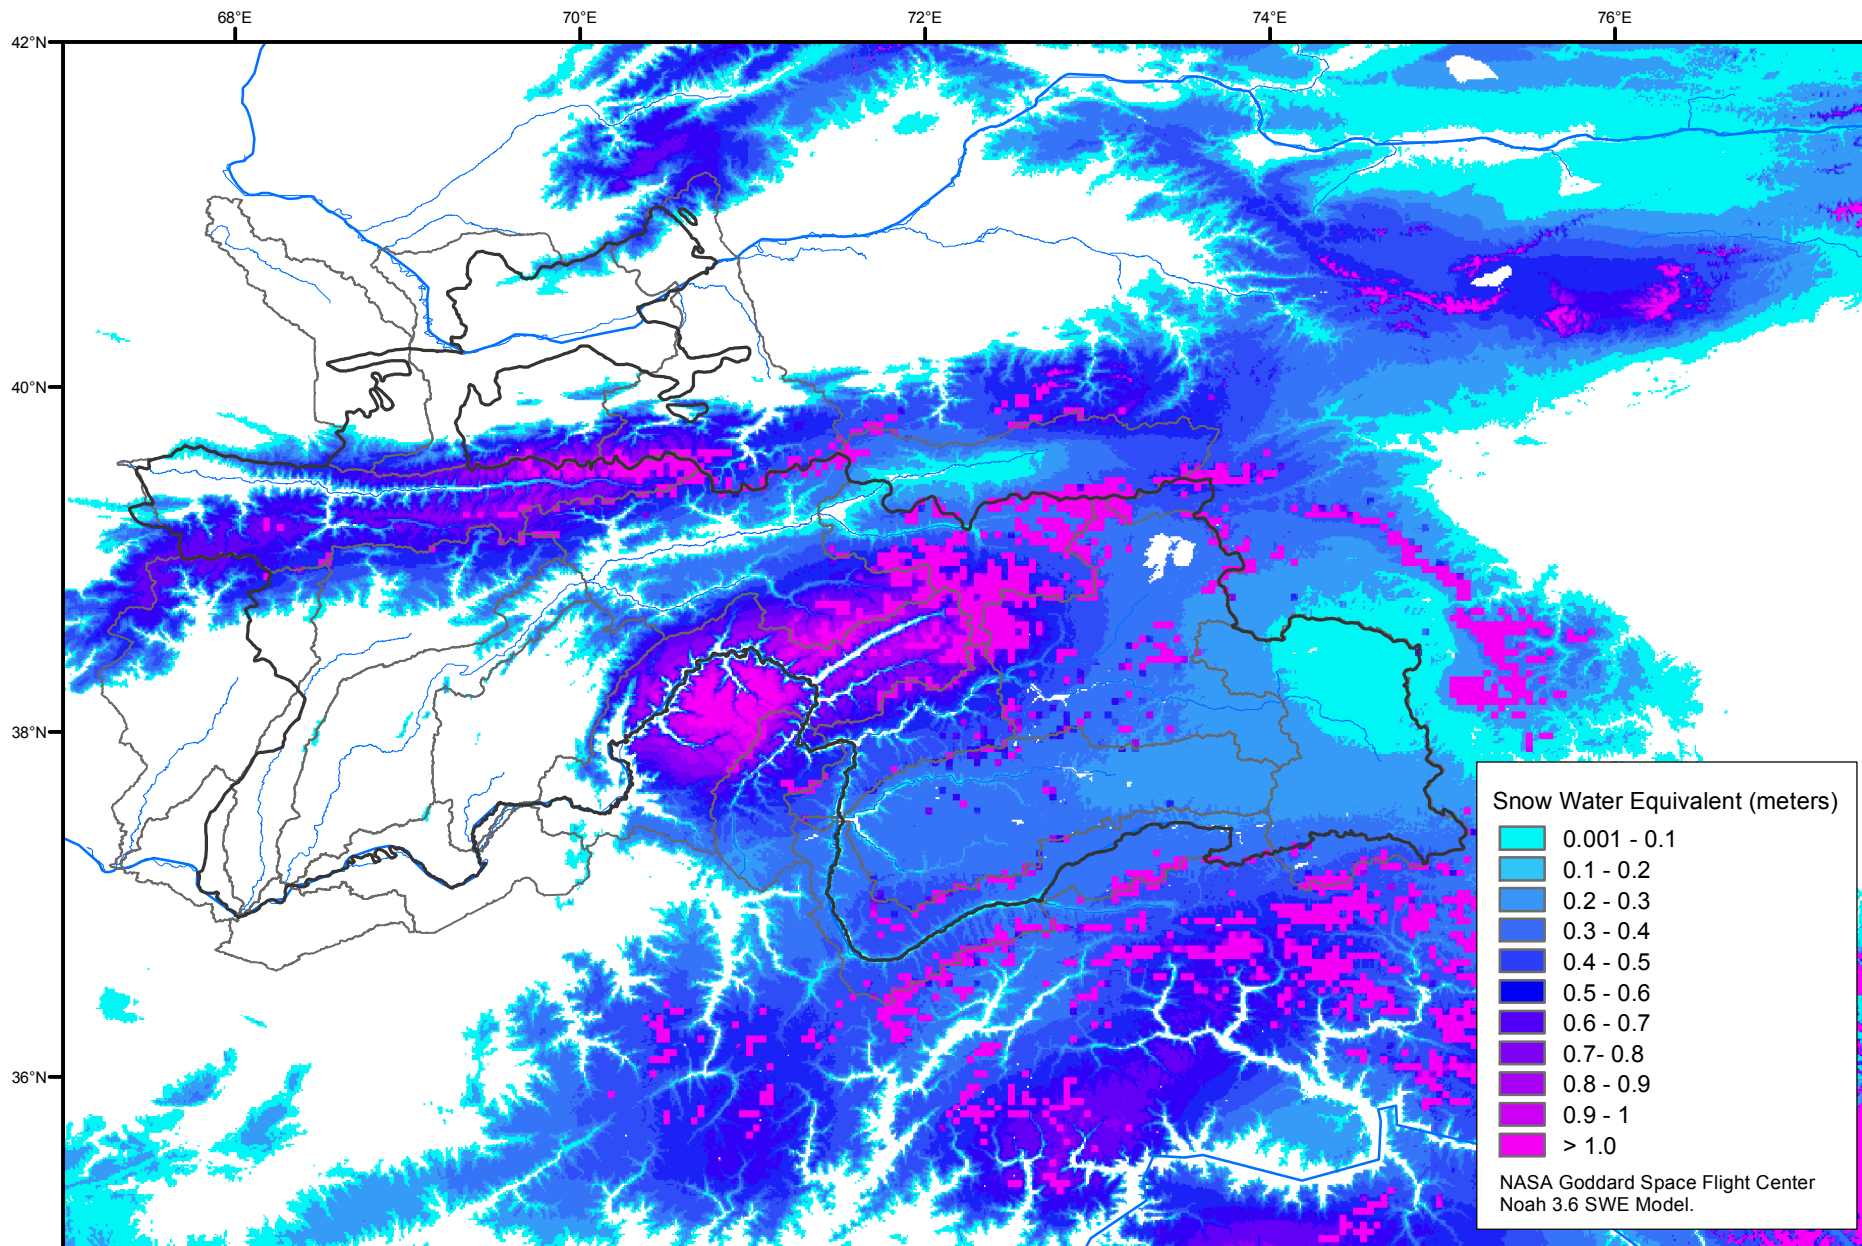 68°E
70°E
72°E
74°E
76°E
42°N
40°N
38°N
36°N
Snow Water Equivalent (meters)
0.001 - 0.1
0.1 - 0.2
0.2 - 0.3
0.3 - 0.4
0.4 - 0.5
0.5 - 0.6
0.6 - 0.7
0.7- 0.8
0.8 - 0.9
0.9 - 1
> 1.0
NASA Goddard Space Flight Center
Noah 3.6 SWE Model.